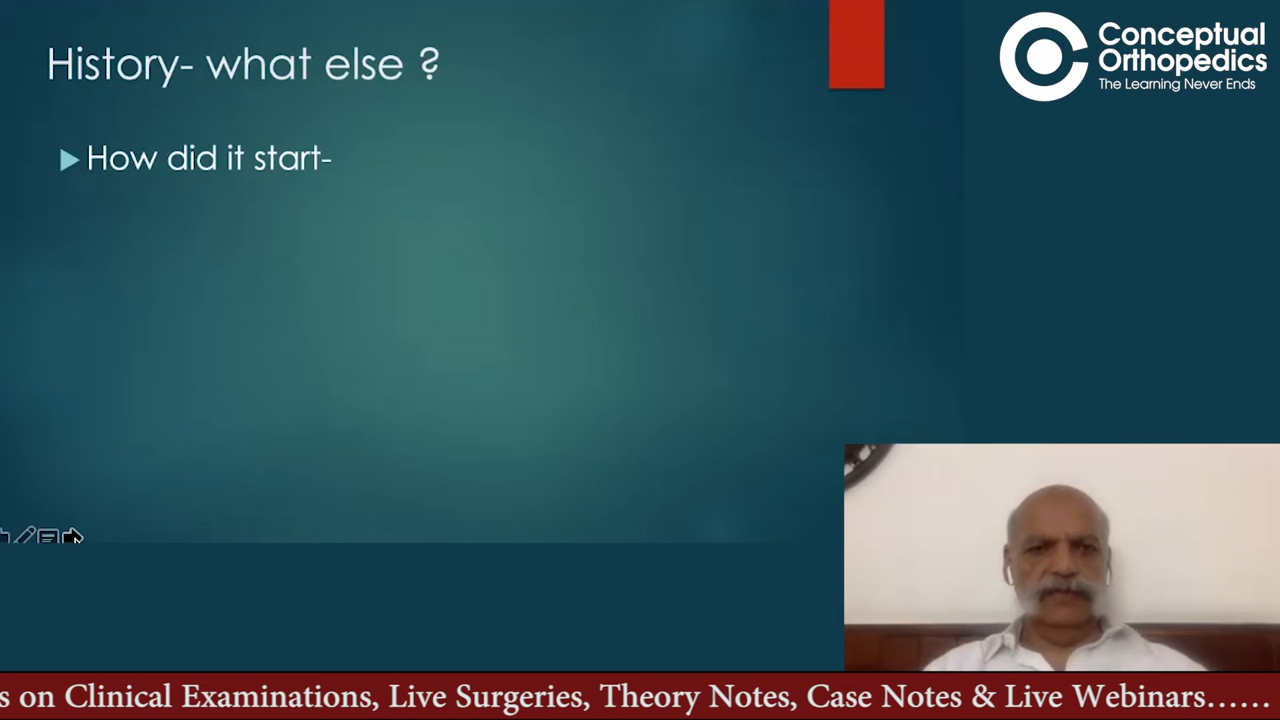 History- what else ?
How did it start-
Conceptual
Orthopedics
The Learning Never Ends
s on Clinical Examinations, Live Surgeries, Theory Notes, Case Notes & Live Webinars......